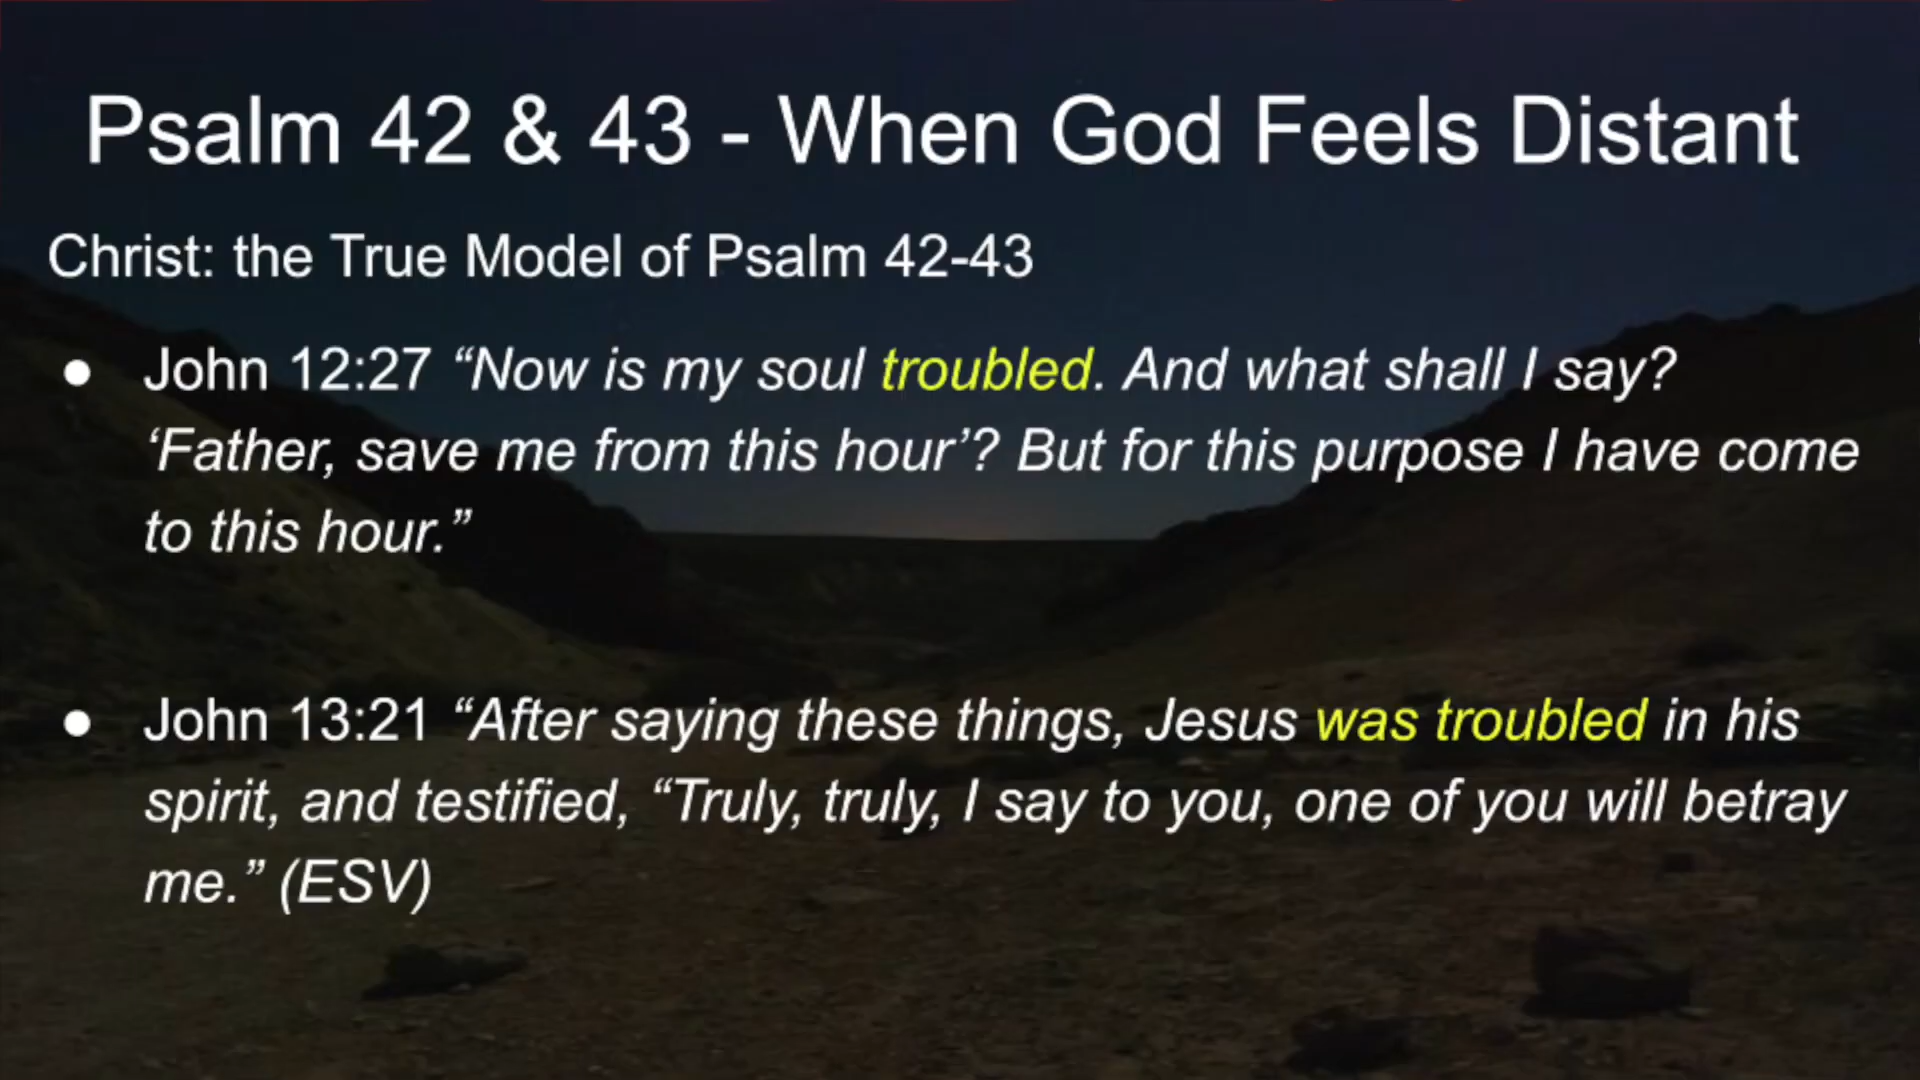 Psalm 42 & 43 - When God Feels Distant
Christ: the True Model of Psalm 42-43
● John 12:27 “Now is my soul troubled. And what shall I say?
‘Father, save me from this hour’? But for this purpose I have come
to this hour.”
● John 13:21 “After saying these things, Jesus was troubled in his
spirit, and testified, “Truly, truly, I say to you, one of you will betray
me.” (ESV)